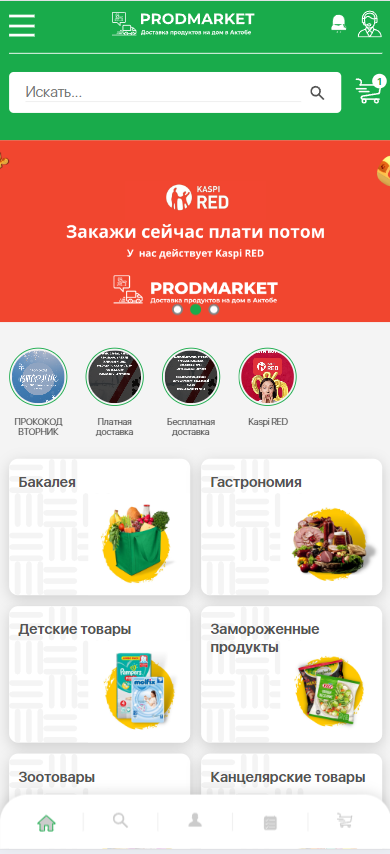 PRODMARKET
Доставка продуктов на дом в Актобе
Искать...
1
KASPI
RED
Закажи сейчас плати потом
У нас действует Kaspi RED
PRODMARKET
Доставка продуктов на дом в Актобе
ПРОКОКОД
ВТОРНИК
Платная
доставка
Бесплатная
доставка
Kaspi RED
Бакалея
Гастрономия
Детские товары
Замороженные
продукты
Pampers
molfix
Зоотовары
Канцелярские товары